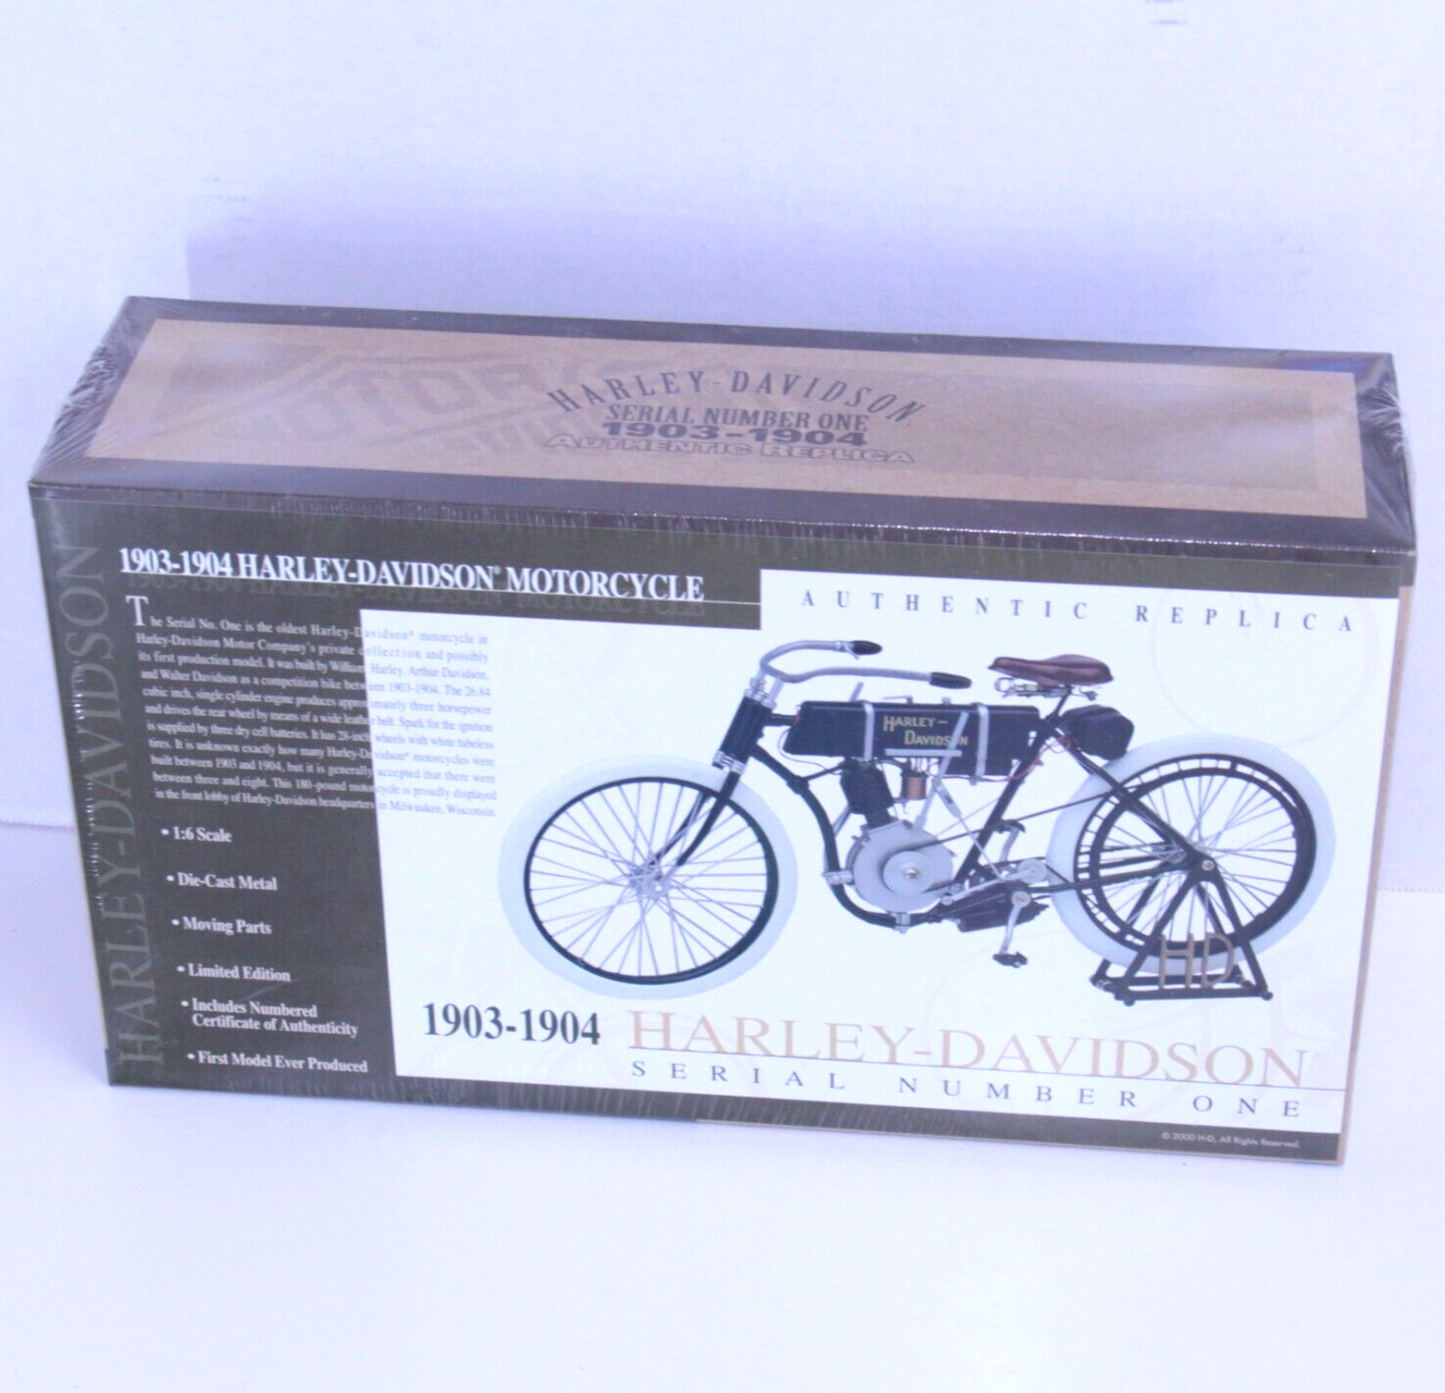 MOTOR
HARLEY-DAVIDSON
SERIAL NUMBER ONE
1903-1904
AUTHENTIC REPLICA
HARLEY-DAVIDSON
1903-1904 HARLEY-DAVIDSON® MOTORCYCLE
The Serial No. One is the oldest Harley-Davidson® motorcycle in
Harley-Davidson Motor Company's private collection and possibly
its first production model. It was built by William Harley, Arthur Davidson,
and Walter Davidson as a competition bike between 1903-1904. The 26.84
cubic inch, single cylinder engine produces approximately three horsepower
and drives the rear wheel by means of a wide leather belt. Spark for the ignition
is supplied by three dry cell batteries. It has 28-inch wheels with white tubeless
tires. It is unknown exactly how many Harley-Davidson® motorcycles were
built between 1903 and 1904, but it is generally accepted that there were
between three and eight. This 180-pound motorcycle is proudly displayed
in the front lobby of Harley-Davidson headquarters in Milwaukee, Wisconsin.
• 1:6 Scale
• Die-Cast Metal
• Moving Parts
• Limited Edition
• Includes Numbered
Certificate of Authenticity
• First Model Ever Produced
AUTHENTIC REPLICA
HARLEY-
DAVIDSON
HD
1903-1904 HARLEY-DAVIDSON
SERIAL NUMBER ONE
© 2000 H-D, All Rights Reserved.